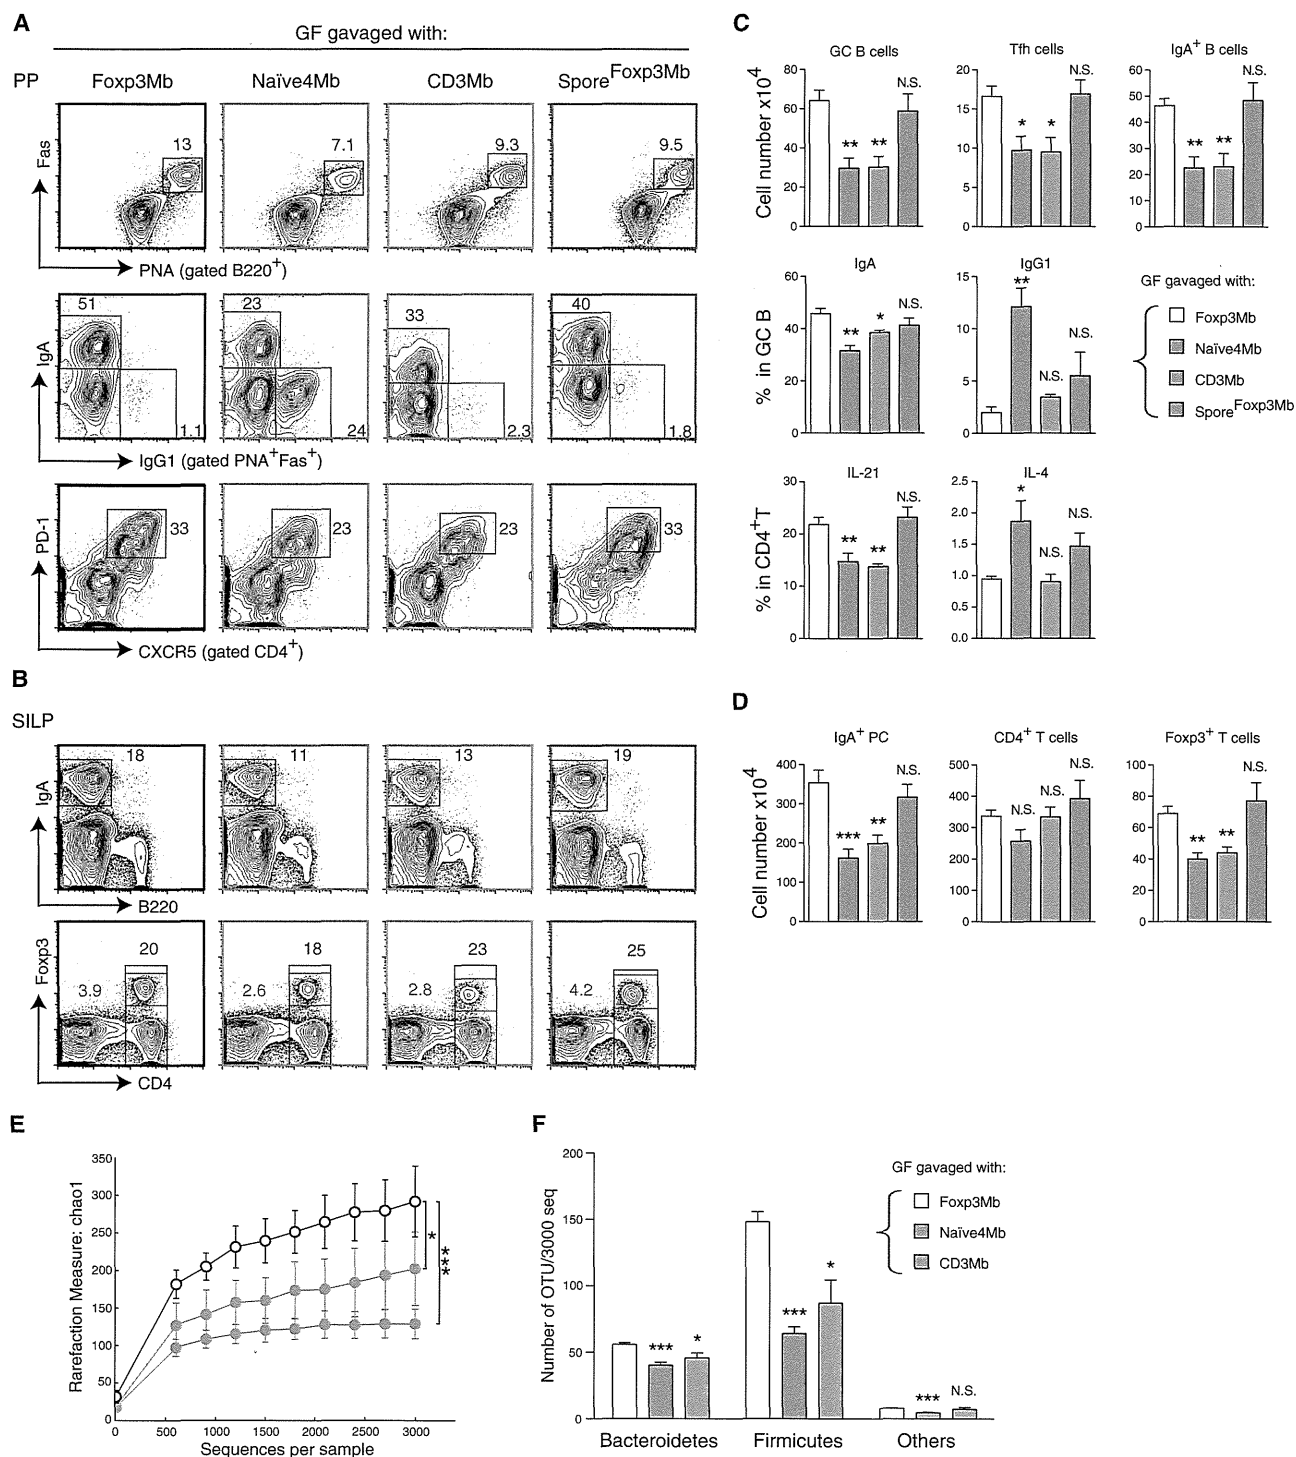 A
GF gavaged with:
PP
Foxp3Mb
Naïve4Mb
CD3Mb
Spore Foxp3Mb
Fas
13
7.1
9.3
9.5
PNA (gated B220+)
IgA
51
1.1
23
24
33
2.3
40
1.8
IgG1 (gated PNA+Fas+)
PD-1
33
23
23
33
CXCR5 (gated CD4+)
B
SILP
IgA
18
11
13
19
B220
Foxp3
3.9
20
2.6
18
2.8
23
4.2
25
CD4
C
GC B cells
Cell number x10⁴
80
60
40
20
0
**
**
N.S.
Tfh cells
20
15
10
5
0
*
*
N.S.
IgA+ B cells
60
50
40
30
20
10
0
**
**
N.S.
IgA
% in GC B
60
40
20
0
**
*
N.S.
IgG1
15
10
5
0
**
N.S.
N.S.
GF gavaged with:
Foxp3Mb
Naïve4Mb
CD3Mb
Spore Foxp3Mb
IL-21
% in CD4+T
30
20
10
0
**
**
N.S.
IL-4
2.5
2.0
1.5
1.0
0.5
0.0
*
N.S.
N.S.
D
IgA+ PC
Cell number x10⁴
400
300
200
100
0
***
**
N.S.
CD4+ T cells
500
400
300
200
100
0
N.S.
N.S.
N.S.
Foxp3+ T cells
100
80
60
40
20
0
**
**
N.S.
E
Rarefaction Measure: chao1
350
300
250
200
150
100
50
0
*
***
0 500 1000 1500 2000 2500 3000
Sequences per sample
F
Number of OTU/3000 seq
200
150
100
50
0
***
*
***
*
***
N.S.
Bacteroidetes
Firmicutes
Others
GF gavaged with:
Foxp3Mb
Naïve4Mb
CD3Mb